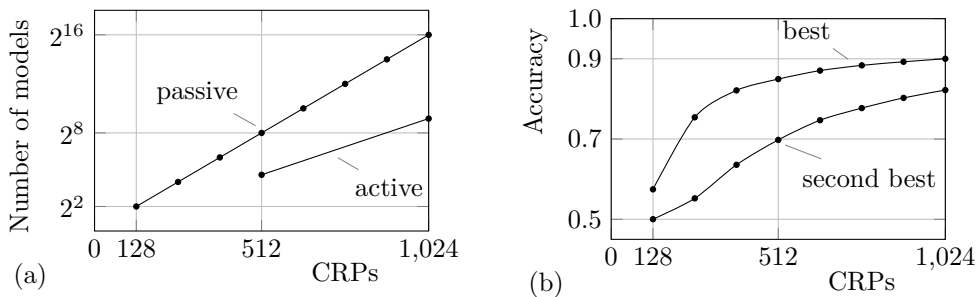 Number of models
2^16
2^8
2^2
passive
active
0 128 512 1,024
CRPs
(a)
Accuracy
1.0
0.9
0.7
0.5
best
second best
0 128 512 1,024
CRPs
(b)